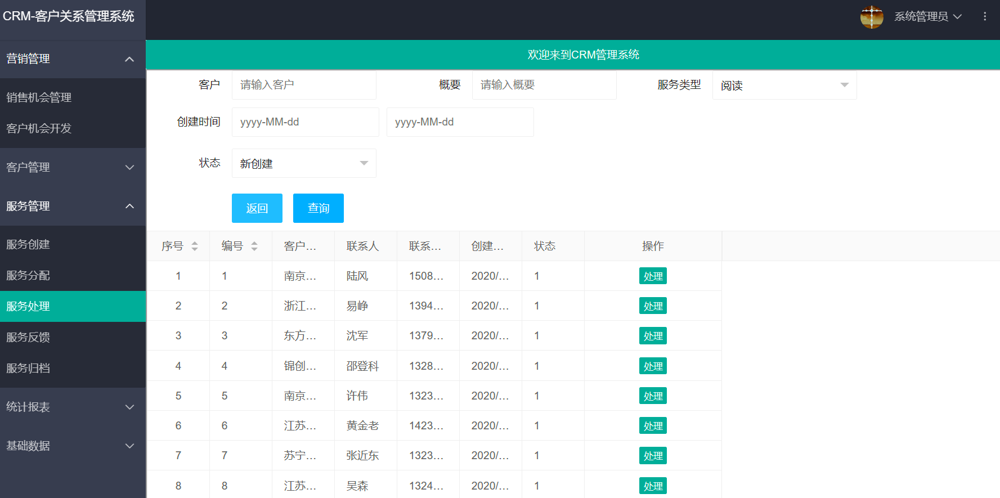 CRM-客户关系管理系统
系统管理员
营销管理
销售机会管理
客户机会开发
客户管理
服务管理
服务创建
服务分配
服务处理
服务反馈
服务归档
统计报表
基础数据
欢迎来到CRM管理系统
客户 请输入客户 概要 请输入概要 服务类型 阅读
创建时间 yyyy-MM-dd yyyy-MM-dd
状态 新创建
返回 查询
序号 编号 客户... 联系人 联系... 创建... 状态 操作
1 1 南京... 陆风 1508... 2020/... 1 处理
2 2 浙江... 易峥 1394... 2020/... 1 处理
3 3 东方... 沈军 1379... 2020/... 1 处理
4 4 锦创... 邵登科 1328... 2020/... 1 处理
5 5 南京... 许伟 1323... 2020/... 1 处理
6 6 江苏... 黄金老 1423... 2020/... 1 处理
7 7 苏宁... 张近东 1323... 2020/... 1 处理
8 8 江苏... 吴森 1324... 2020/... 1 处理